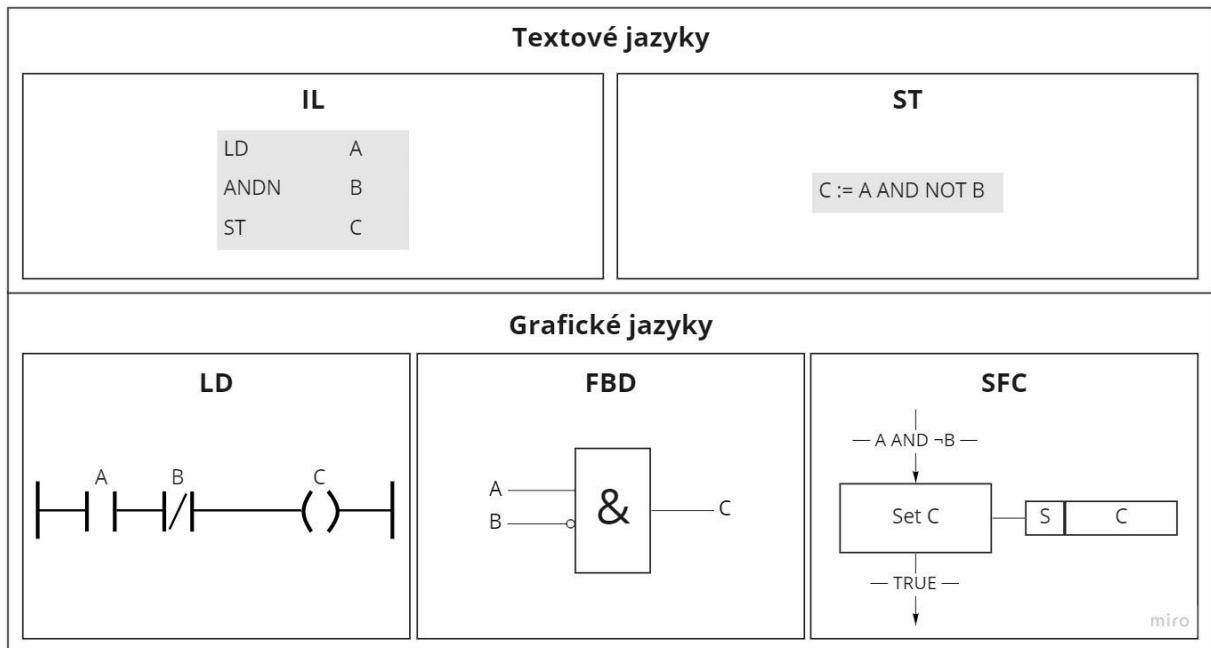 Textové jazyky
IL
LD A
ANDN B
ST C
ST
C := A AND NOT B
Grafické jazyky
LD
A B C
FBD
A
B
&
C
SFC
A AND ¬B
Set C
S C
TRUE
miro